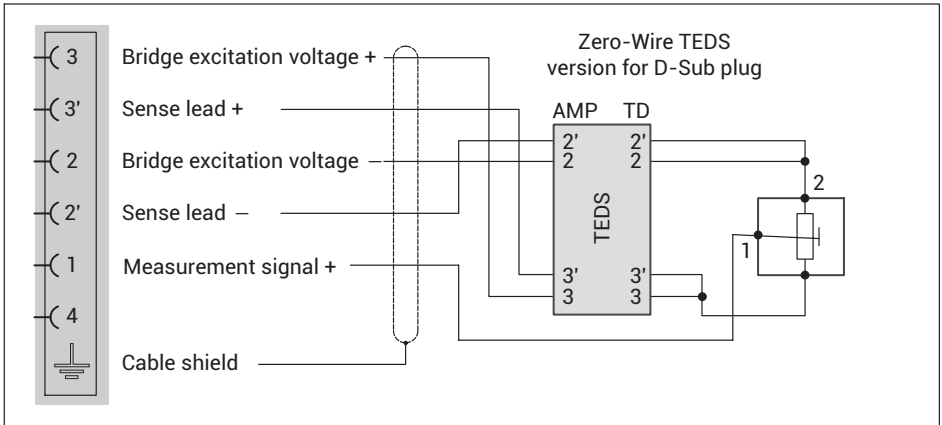 Zero-Wire TEDS
version for D-Sub plug
3 Bridge excitation voltage +
3' Sense lead +
2 Bridge excitation voltage –
2' Sense lead –
1 Measurement signal +
4
Cable shield
AMP TD
2' 2'
2 2
TEDS
3' 3'
3 3
2
1